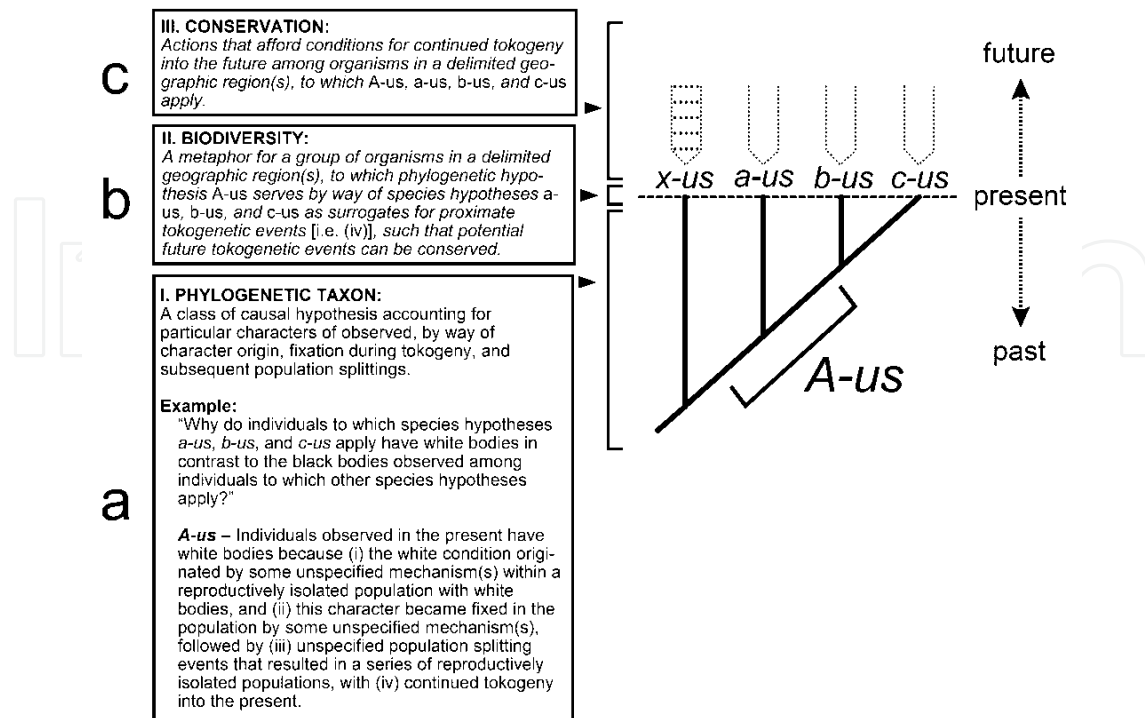 c
III. CONSERVATION:
Actions that afford conditions for continued tokogeny
into the future among organisms in a delimited geo-
graphic region(s), to which A-us, a-us, b-us, and c-us
apply.
b
II. BIODIVERSITY:
A metaphor for a group of organisms in a delimited
geographic region(s), to which phylogenetic hypo-
thesis A-us serves by way of species hypotheses a-
us, b-us, and c-us as surrogates for proximate
tokogenetic events [i.e. (iv)], such that potential
future tokogenetic events can be conserved.
a
I. PHYLOGENETIC TAXON:
A class of causal hypothesis accounting for
particular characters of observed, by way of
character origin, fixation during tokogeny, and
subsequent population splittings.
Example:
“Why do individuals to which species hypotheses
a-us, b-us, and c-us apply have white bodies in
contrast to the black bodies observed among
individuals to which other species hypotheses
apply?”
A-us – Individuals observed in the present have
white bodies because (i) the white condition origi-
nated by some unspecified mechanism(s) within a
reproductively isolated population with white
bodies, and (ii) this character became fixed in the
population by some unspecified mechanism(s),
followed by (iii) unspecified population splitting
events that resulted in a series of reproductively
isolated populations, with (iv) continued tokogeny
into the present.
x-us a-us b-us c-us
A-us
future
present
past